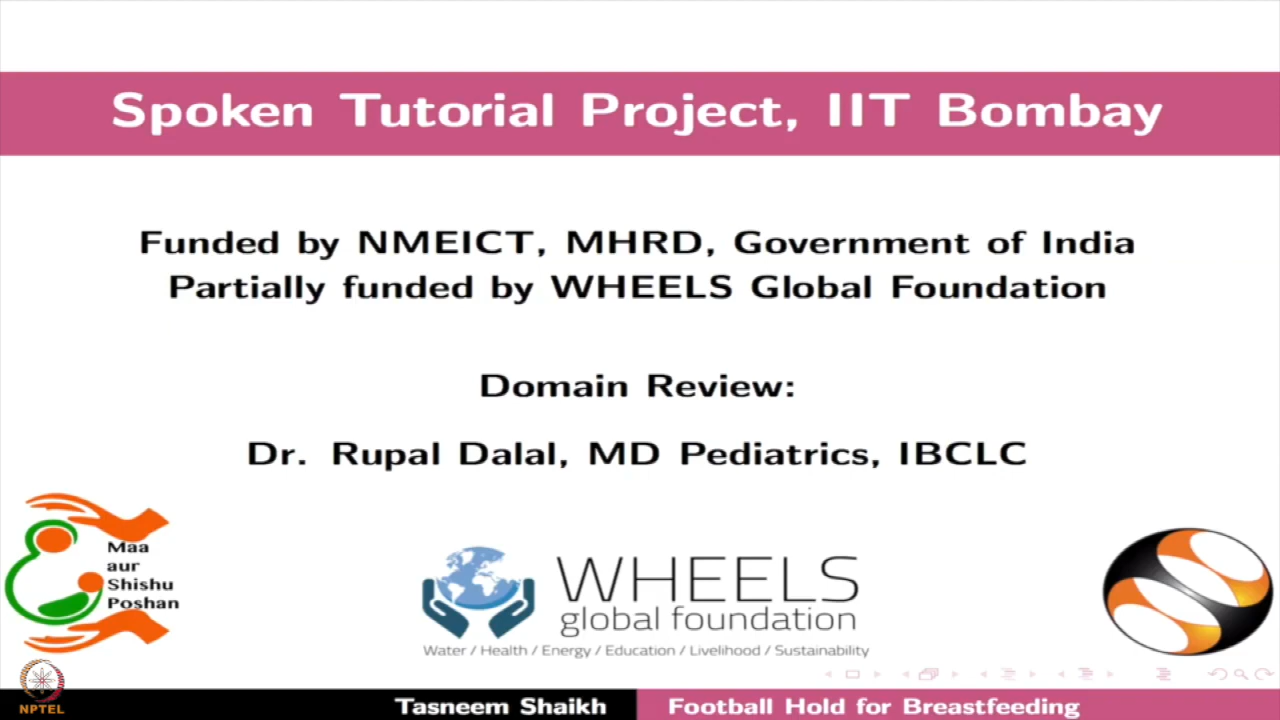 Spoken Tutorial Project, IIT Bombay
Funded by NMEICT, MHRD, Government of India
Partially funded by WHEELS Global Foundation
Domain Review:
Dr. Rupal Dalal, MD Pediatrics, IBCLC
Maa
aur
Shishu
Poshan
WHEELS
global foundation
Water / Health / Energy / Education / Livelihood / Sustainability
NPTEL
Tasneem Shaikh
Football Hold for Breastfeeding